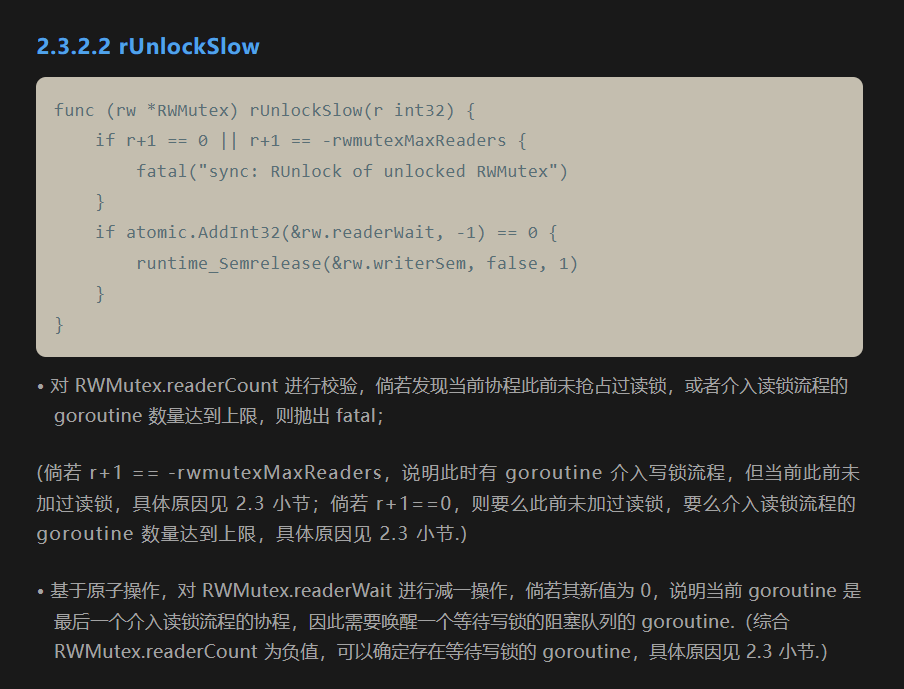 2.3.2.2 rUnlockSlow
func (rw *RWMutex) rUnlockSlow(r int32) {
    if r+1 == 0 || r+1 == -rwmutexMaxReaders {
        fatal("sync: RUnlock of unlocked RWMutex")
    }
    if atomic.AddInt32(&rw.readerWait, -1) == 0 {
        runtime_Semrelease(&rw.writerSem, false, 1)
    }
}
• 对 RWMutex.readerCount 进行校验，倘若发现当前协程此前未抢占过读锁，或者介入读锁流程的
goroutine 数量达到上限，则抛出 fatal；
(倘若 r+1 == -rwmutexMaxReaders，说明此时有 goroutine 介入写锁流程，但当前此前未
加过读锁，具体原因见 2.3 小节；倘若 r+1==0，则要么此前未加过读锁，要么介入读锁流程的
goroutine 数量达到上限，具体原因见 2.3 小节.)
• 基于原子操作，对 RWMutex.readerWait 进行减一操作，倘若其新值为 0，说明当前 goroutine 是
最后一个介入读锁流程的协程，因此需要唤醒一个等待写锁的阻塞队列的 goroutine.（综合
RWMutex.readerCount 为负值，可以确定存在等待写锁的 goroutine，具体原因见 2.3 小节.）